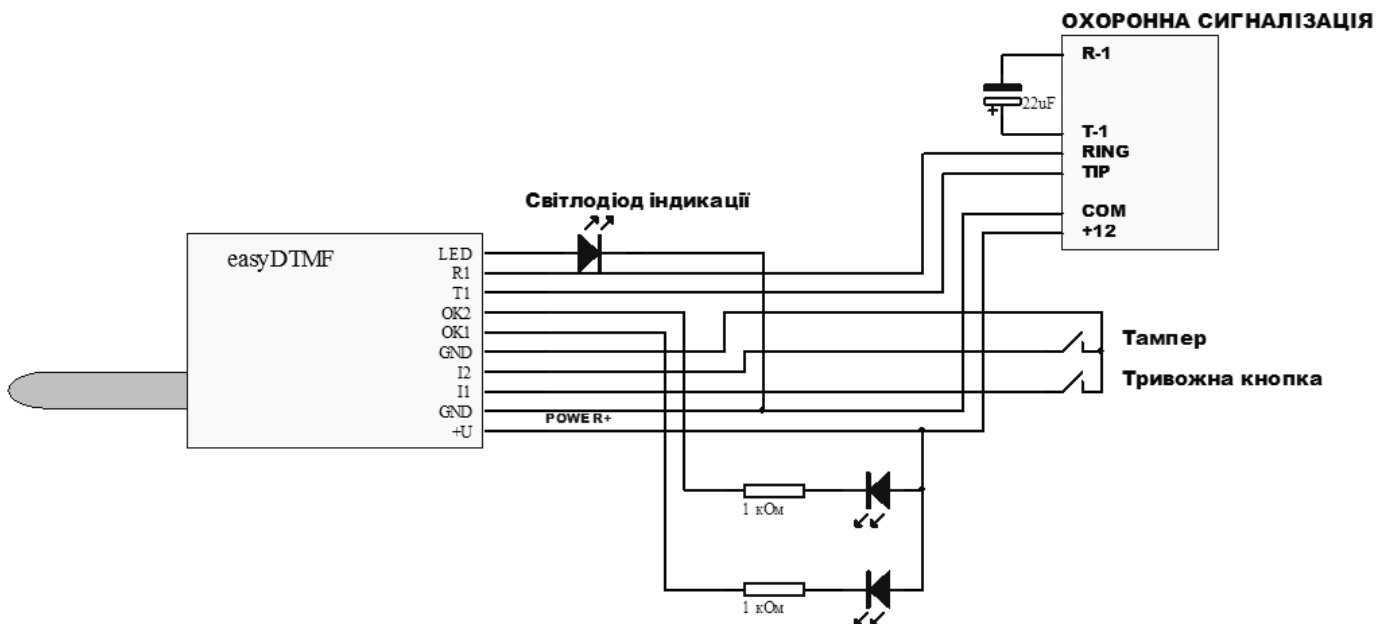 ОХОРОННА СИГНАЛІЗАЦІЯ
R-1
22uF
+
T-1
RING
TIP
COM
+12
Світлодіод індикації
easyDTMF
LED
R1
T1
OK2
OK1
GND
I2
I1
GND
+U
POWER+
Тампер
Тривожна кнопка
1 кОм
1 кОм